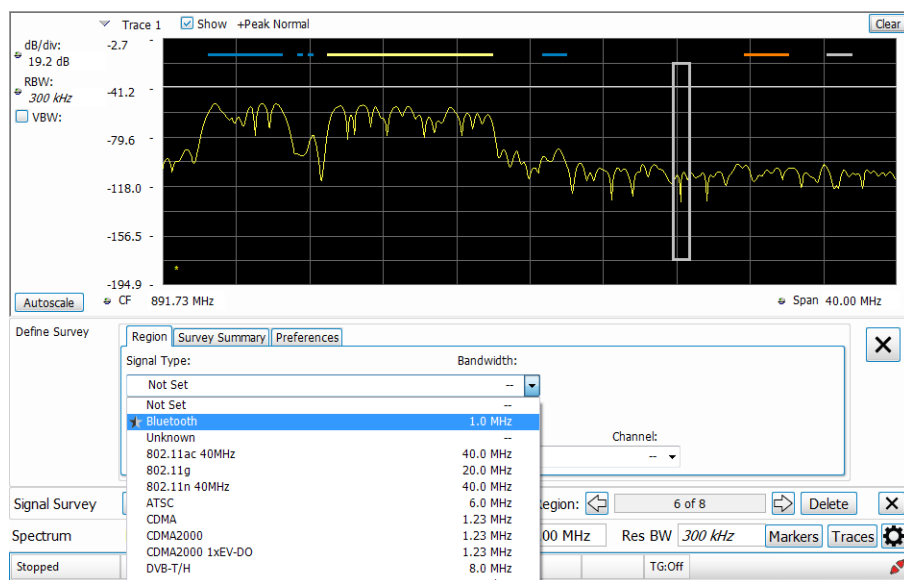 Trace 1 Show +Peak Normal Clear
dB/div: -2.7
19.2 dB
RBW:
300 kHz -41.2
VBW:
-79.6
-118.0
-156.5
*
-194.9
Autoscale CF 891.73 MHz Span 40.00 MHz
Define Survey
Region Survey Summary Preferences
Signal Type: Bandwidth:
Not Set --
Not Set --
Bluetooth 1.0 MHz
Unknown -- Channel:
802.11ac 40MHz 40.0 MHz --
802.11g 20.0 MHz
802.11n 40MHz 40.0 MHz
Signal Survey ATSC 6.0 MHz Region: 6 of 8 Delete
CDMA 1.23 MHz
Spectrum CDMA2000 1.23 MHz 00 MHz Res BW 300 kHz Markers Traces
CDMA2000 1xEV-DO 1.23 MHz
Stopped DVB-T/H 8.0 MHz TG:Off